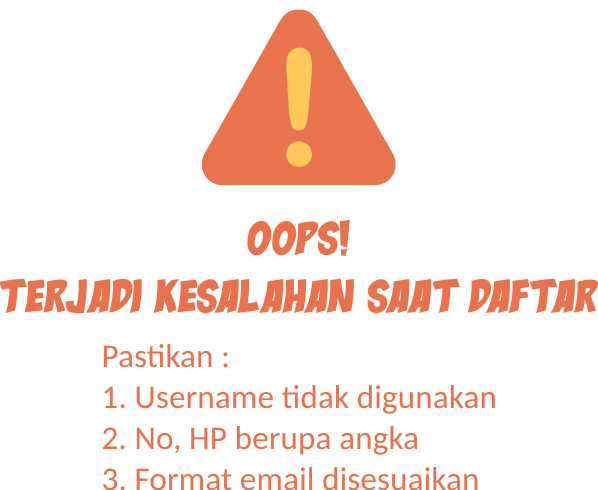 OOPS!
TERJADI KESALAHAN SAAT DAFTAR
Pastikan :
1. Username tidak digunakan
2. No, HP berupa angka
3. Format email disesuaikan